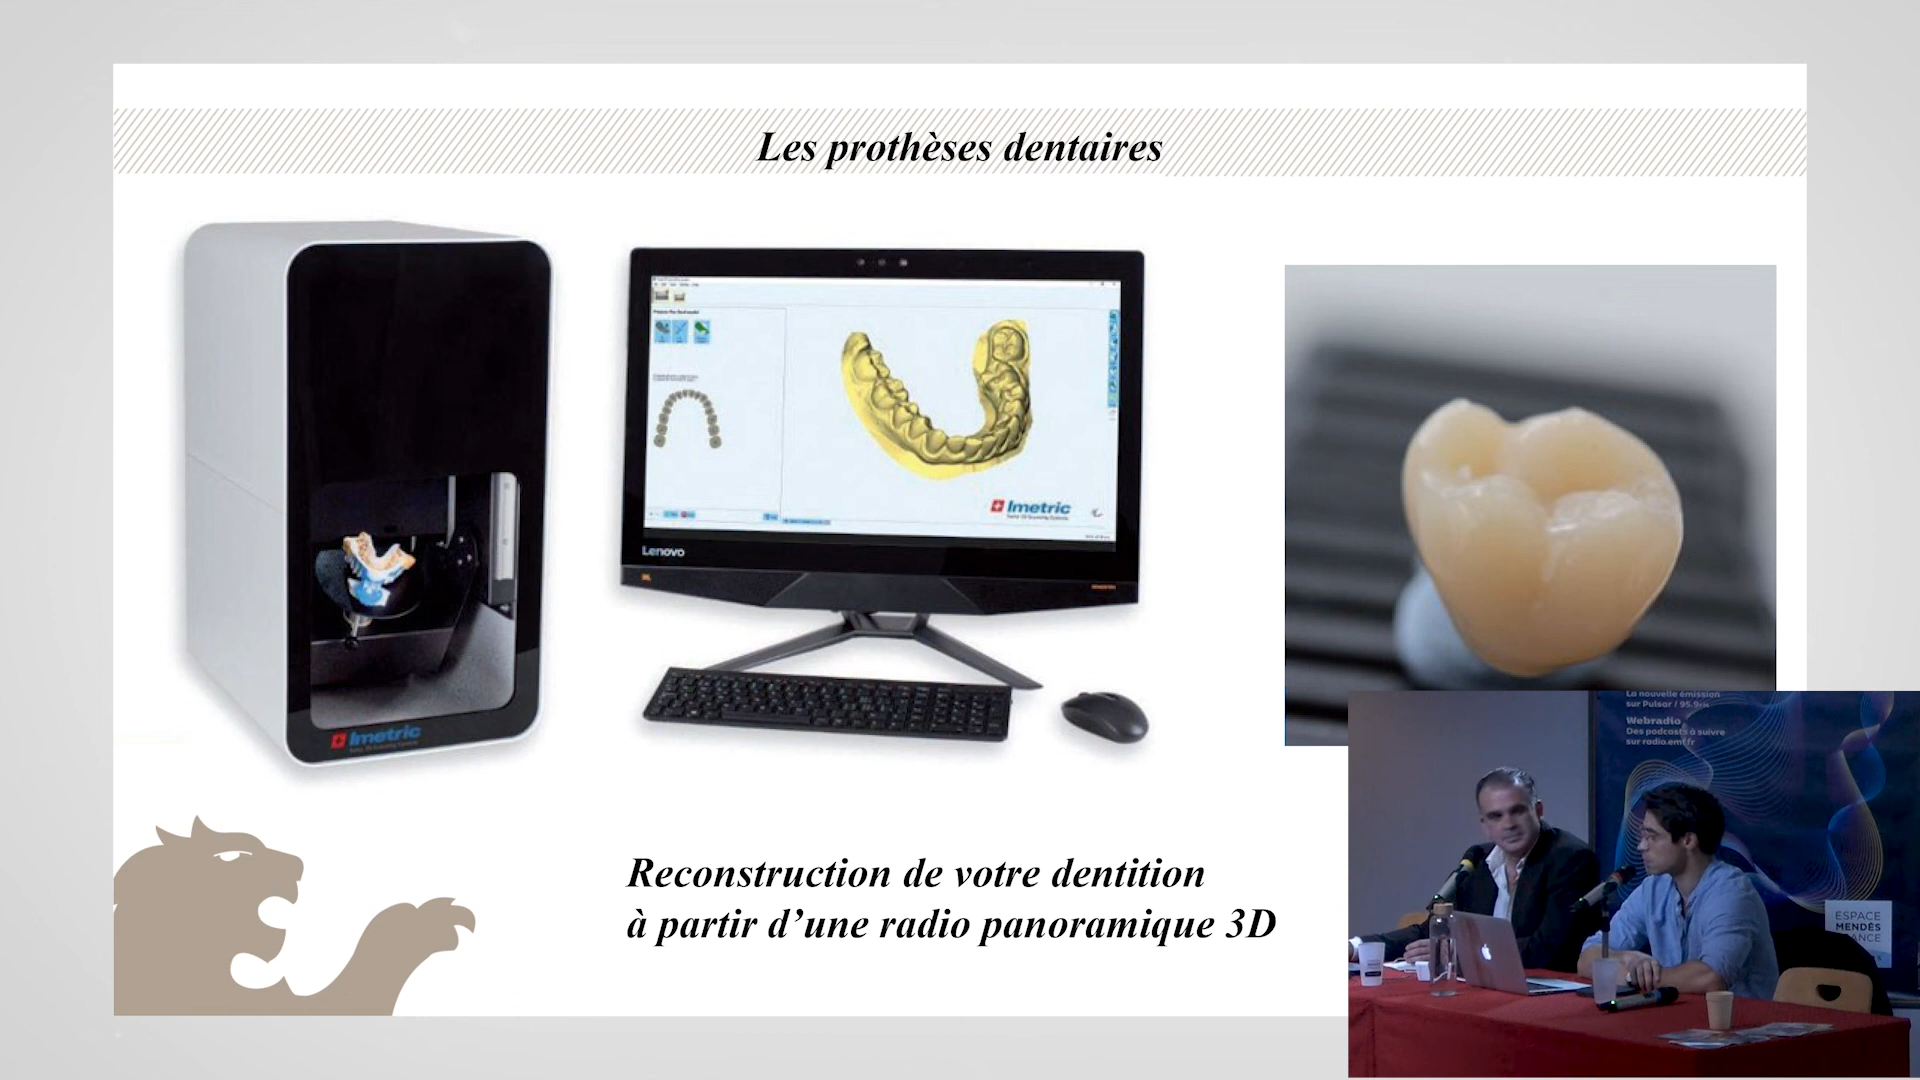 Les prothèses dentaires
Imetric
Lenovo
Imetric
Reconstruction de votre dentition
à partir d’une radio panoramique 3D
La nouvelle émission
sur Pulsar / 95.9
Webradio
Des podcasts à suivre
sur radio.emf.fr
ESPACE
MENDÈS